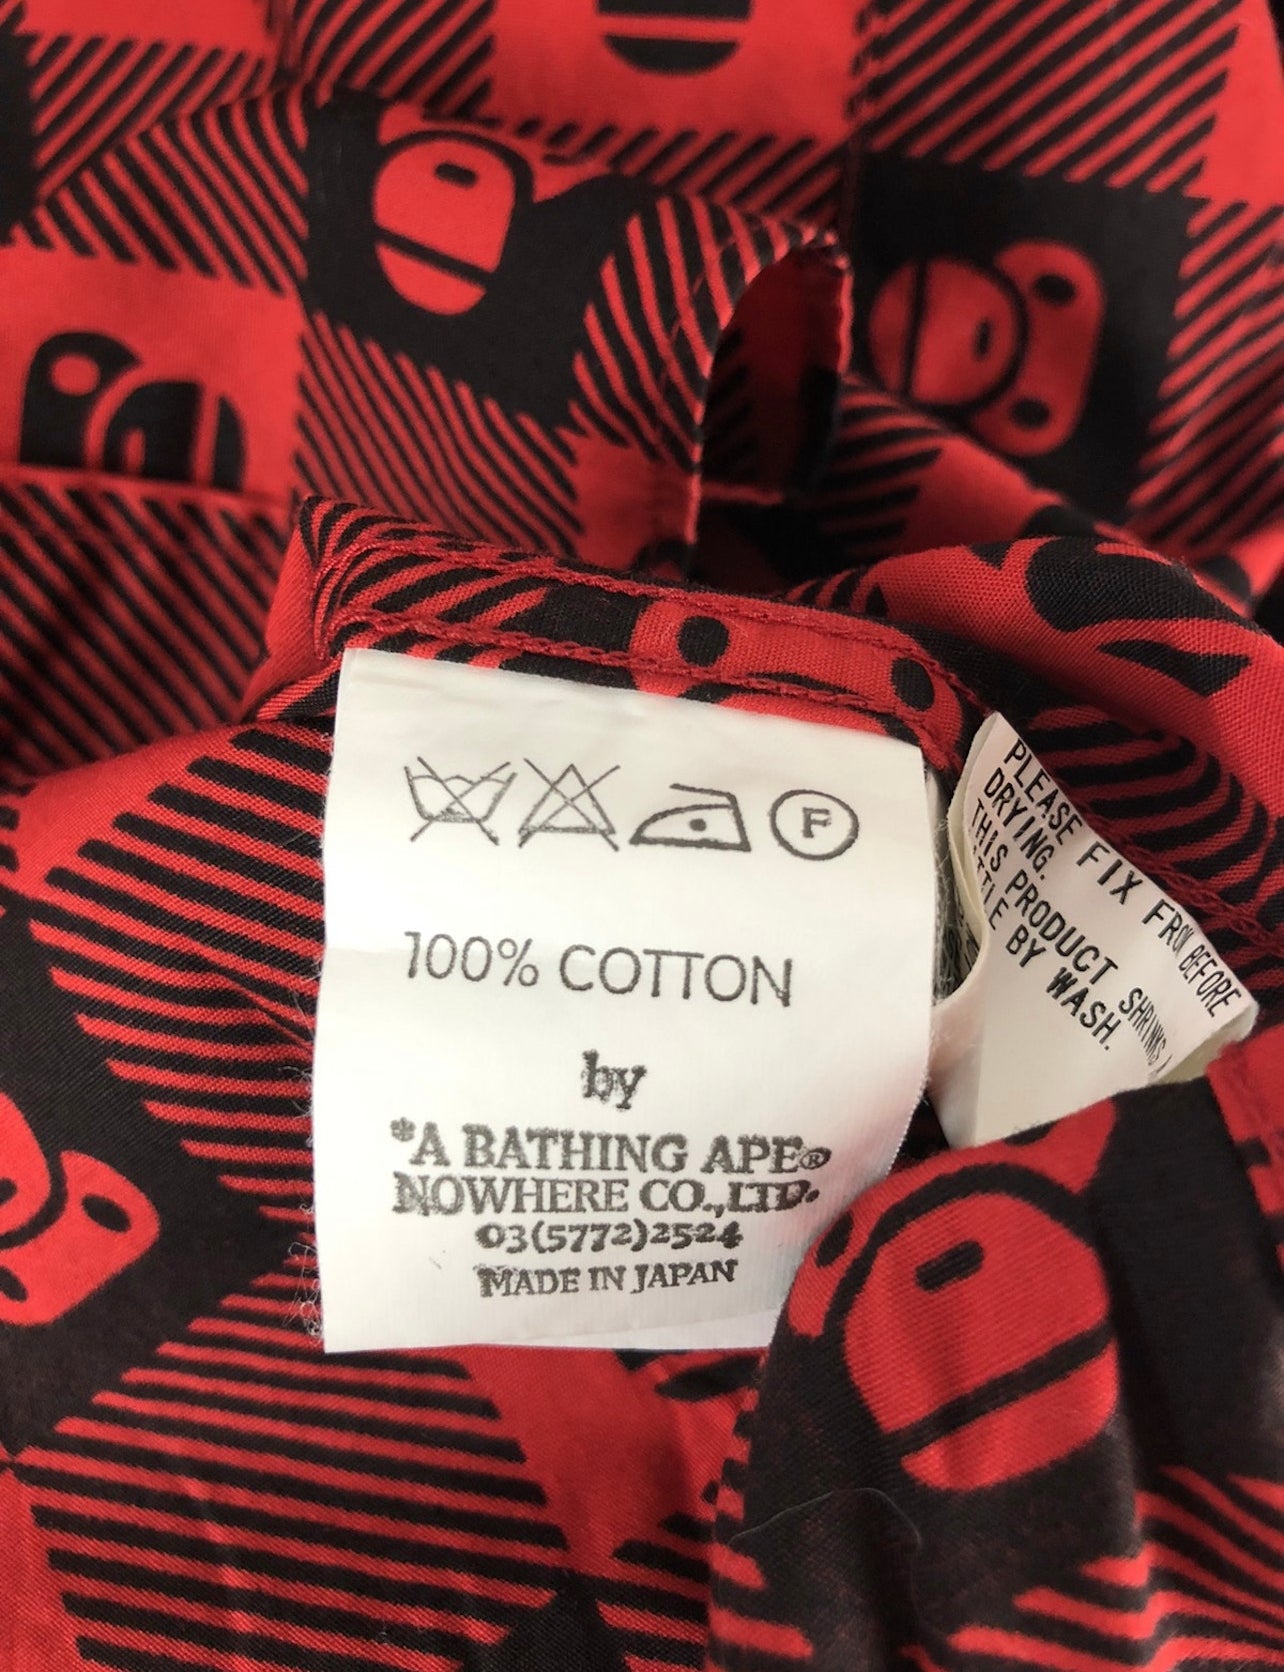 F
100% COTTON
by
*A BATHING APE®
NOWHERE CO.,LTD.
03(5772)2524
MADE IN JAPAN
PLEASE FIX FROM BEFORE
DRYING.
THIS PRODUCT SHRINKS A
LITTLE BY WASH.